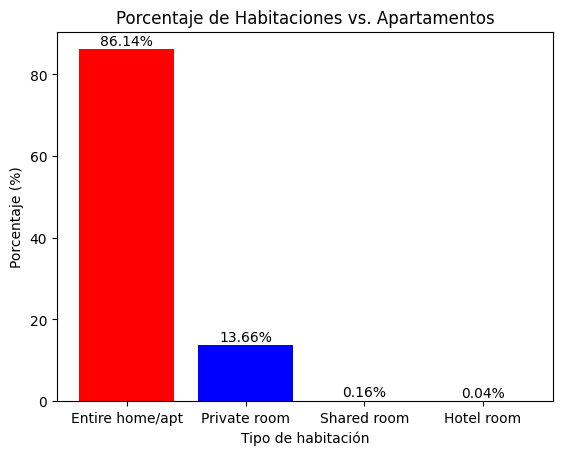 Porcentaje de Habitaciones vs. Apartamentos
Porcentaje (%)
80
60
40
20
0
86.14%
13.66%
0.16%
0.04%
Entire home/apt
Private room
Shared room
Hotel room
Tipo de habitación